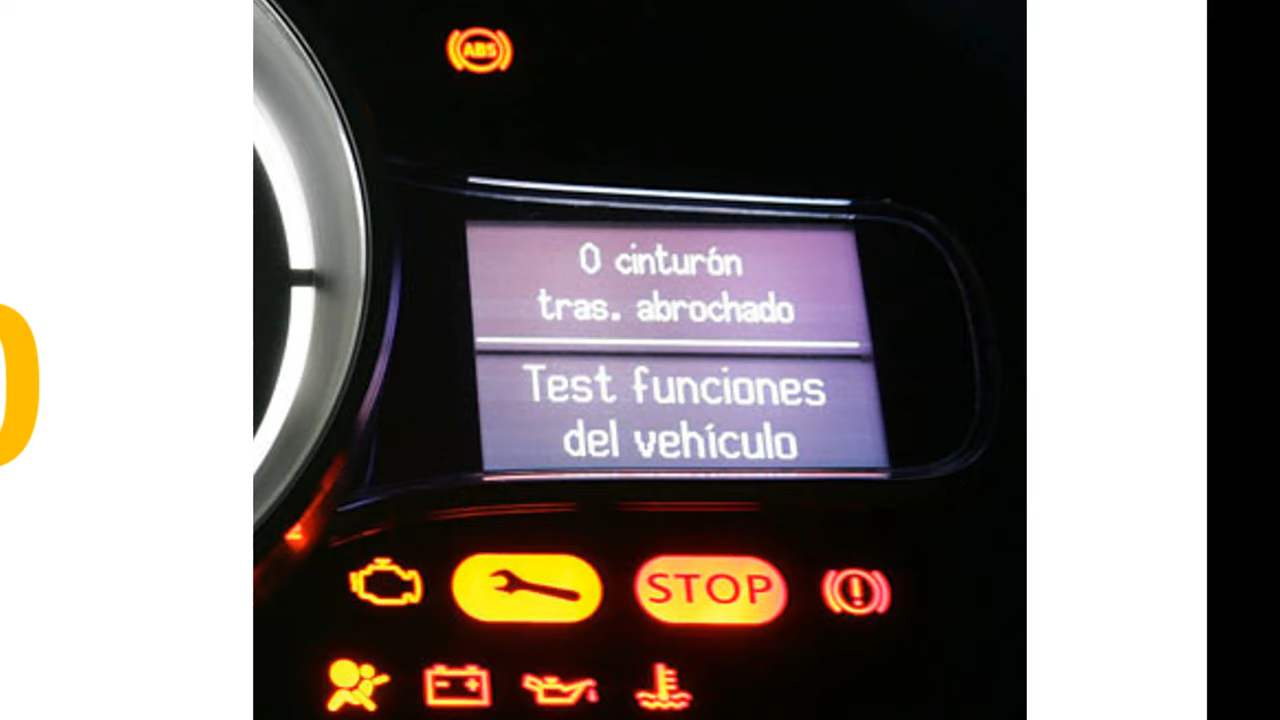 ABS
0 cinturón
tras. abrochado
Test funciones
del vehículo
STOP